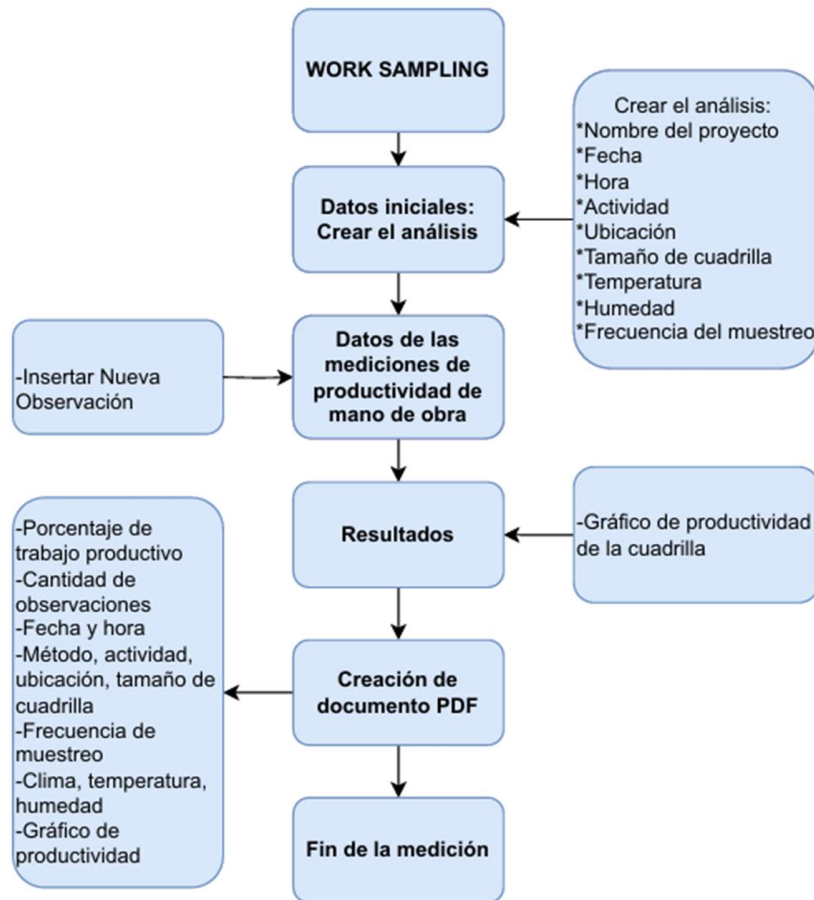 WORK SAMPLING
Crear el análisis:
*Nombre del proyecto
*Fecha
*Hora
*Actividad
*Ubicación
*Tamaño de cuadrilla
*Temperatura
*Humedad
*Frecuencia del muestreo
Datos iniciales:
Crear el análisis
-Insertar Nueva
Observación
Datos de las
mediciones de
productividad de
mano de obra
Resultados
-Gráfico de productividad
de la cuadrilla
-Porcentaje de
trabajo productivo
-Cantidad de
observaciones
-Fecha y hora
-Método, actividad,
ubicación, tamaño de
cuadrilla
-Frecuencia de
muestreo
-Clima, temperatura,
humedad
-Gráfico de
productividad
Creación de
documento PDF
Fin de la medición